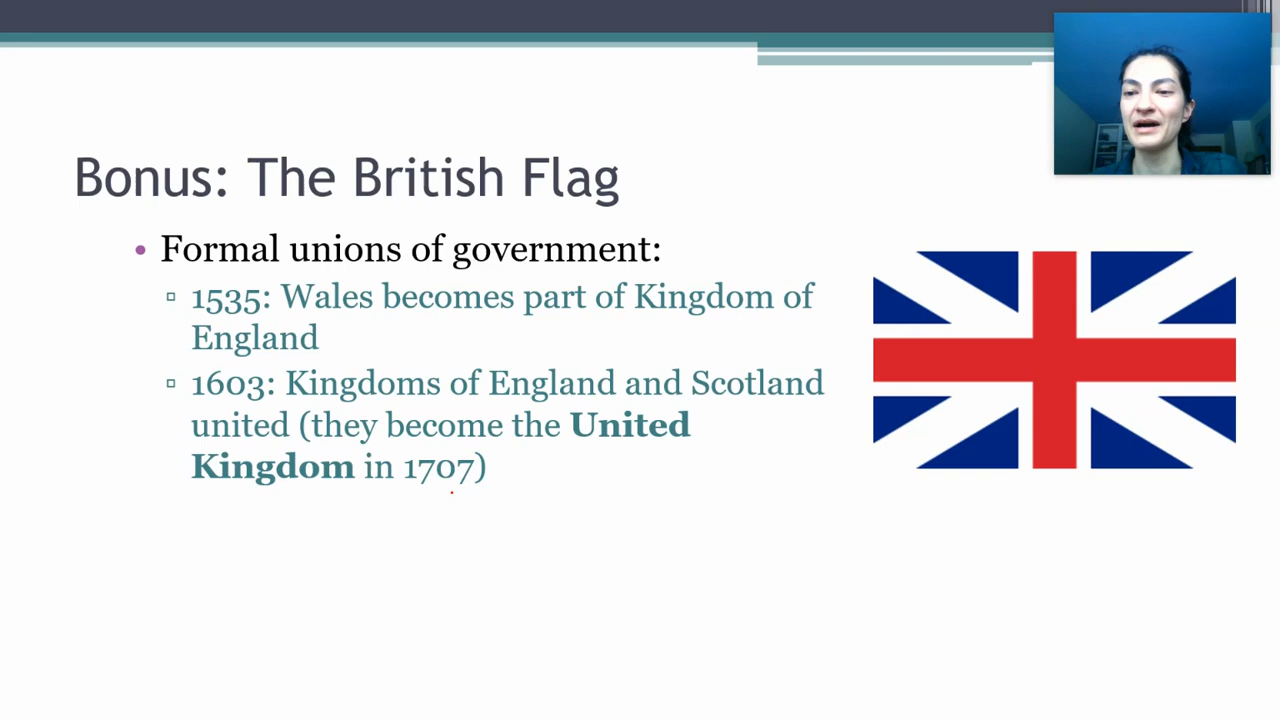 Bonus: The British Flag
• Formal unions of government:
▫ 1535: Wales becomes part of Kingdom of
England
▫ 1603: Kingdoms of England and Scotland
united (they become the United
Kingdom in 1707)